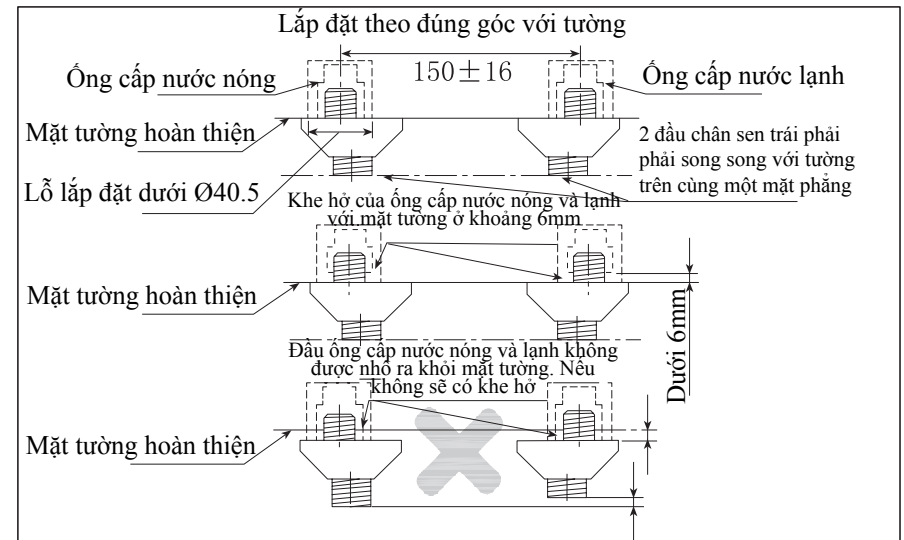 Lắp đặt theo đúng góc với tường
150±16
Ống cấp nước nóng
Ống cấp nước lạnh
Mặt tường hoàn thiện
2 đầu chân sen trái phải
phải song song với tường
trên cùng một mặt phẳng
Lỗ lắp đặt dưới Ø40.5
Khe hở của ống cấp nước nóng và lạnh
với mặt tường ở khoảng 6mm
Mặt tường hoàn thiện
Dưới 6mm
Đầu ống cấp nước nóng và lạnh không
được nhô ra khỏi mặt tường. Nếu
không sẽ có khe hở
Mặt tường hoàn thiện